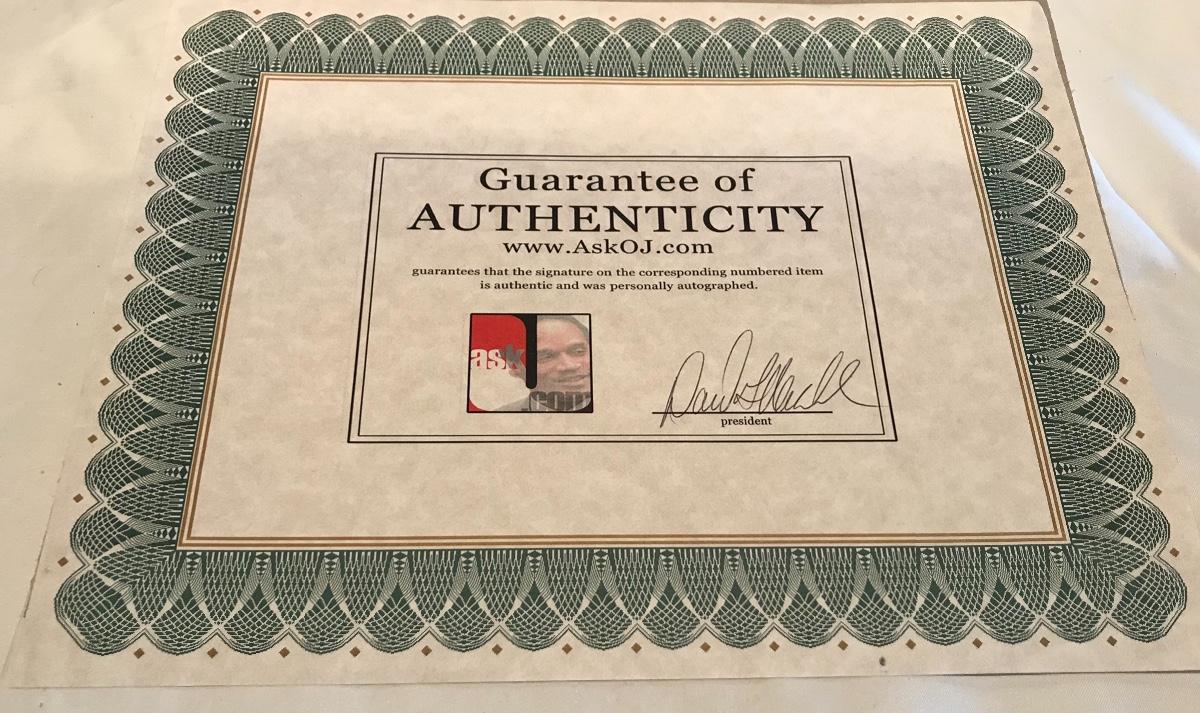 Guarantee of
AUTHENTICITY
www.AskOJ.com
guarantees that the signature on the corresponding numbered item
is authentic and was personally autographed.
ask
.com
president